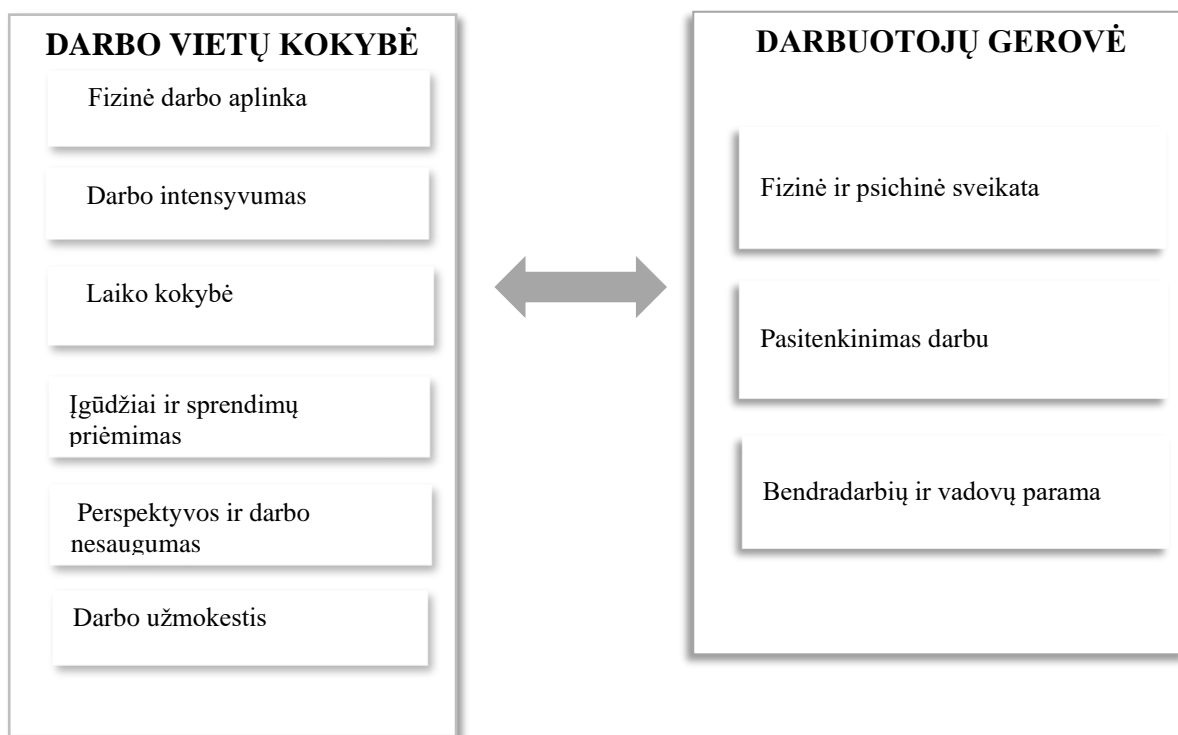 DARBO VIETŲ KOKYBĖ
Fizinė darbo aplinka
Darbo intensyvumas
Laiko kokybė
Įgūdžiai ir sprendimų
priėmimas
Perspektyvos ir darbo
nesaugumas
Darbo užmokestis
DARBUOTOJŲ GEROVĖ
Fizinė ir psichinė sveikata
Pasitenkinimas darbu
Bendradarbių ir vadovų parama